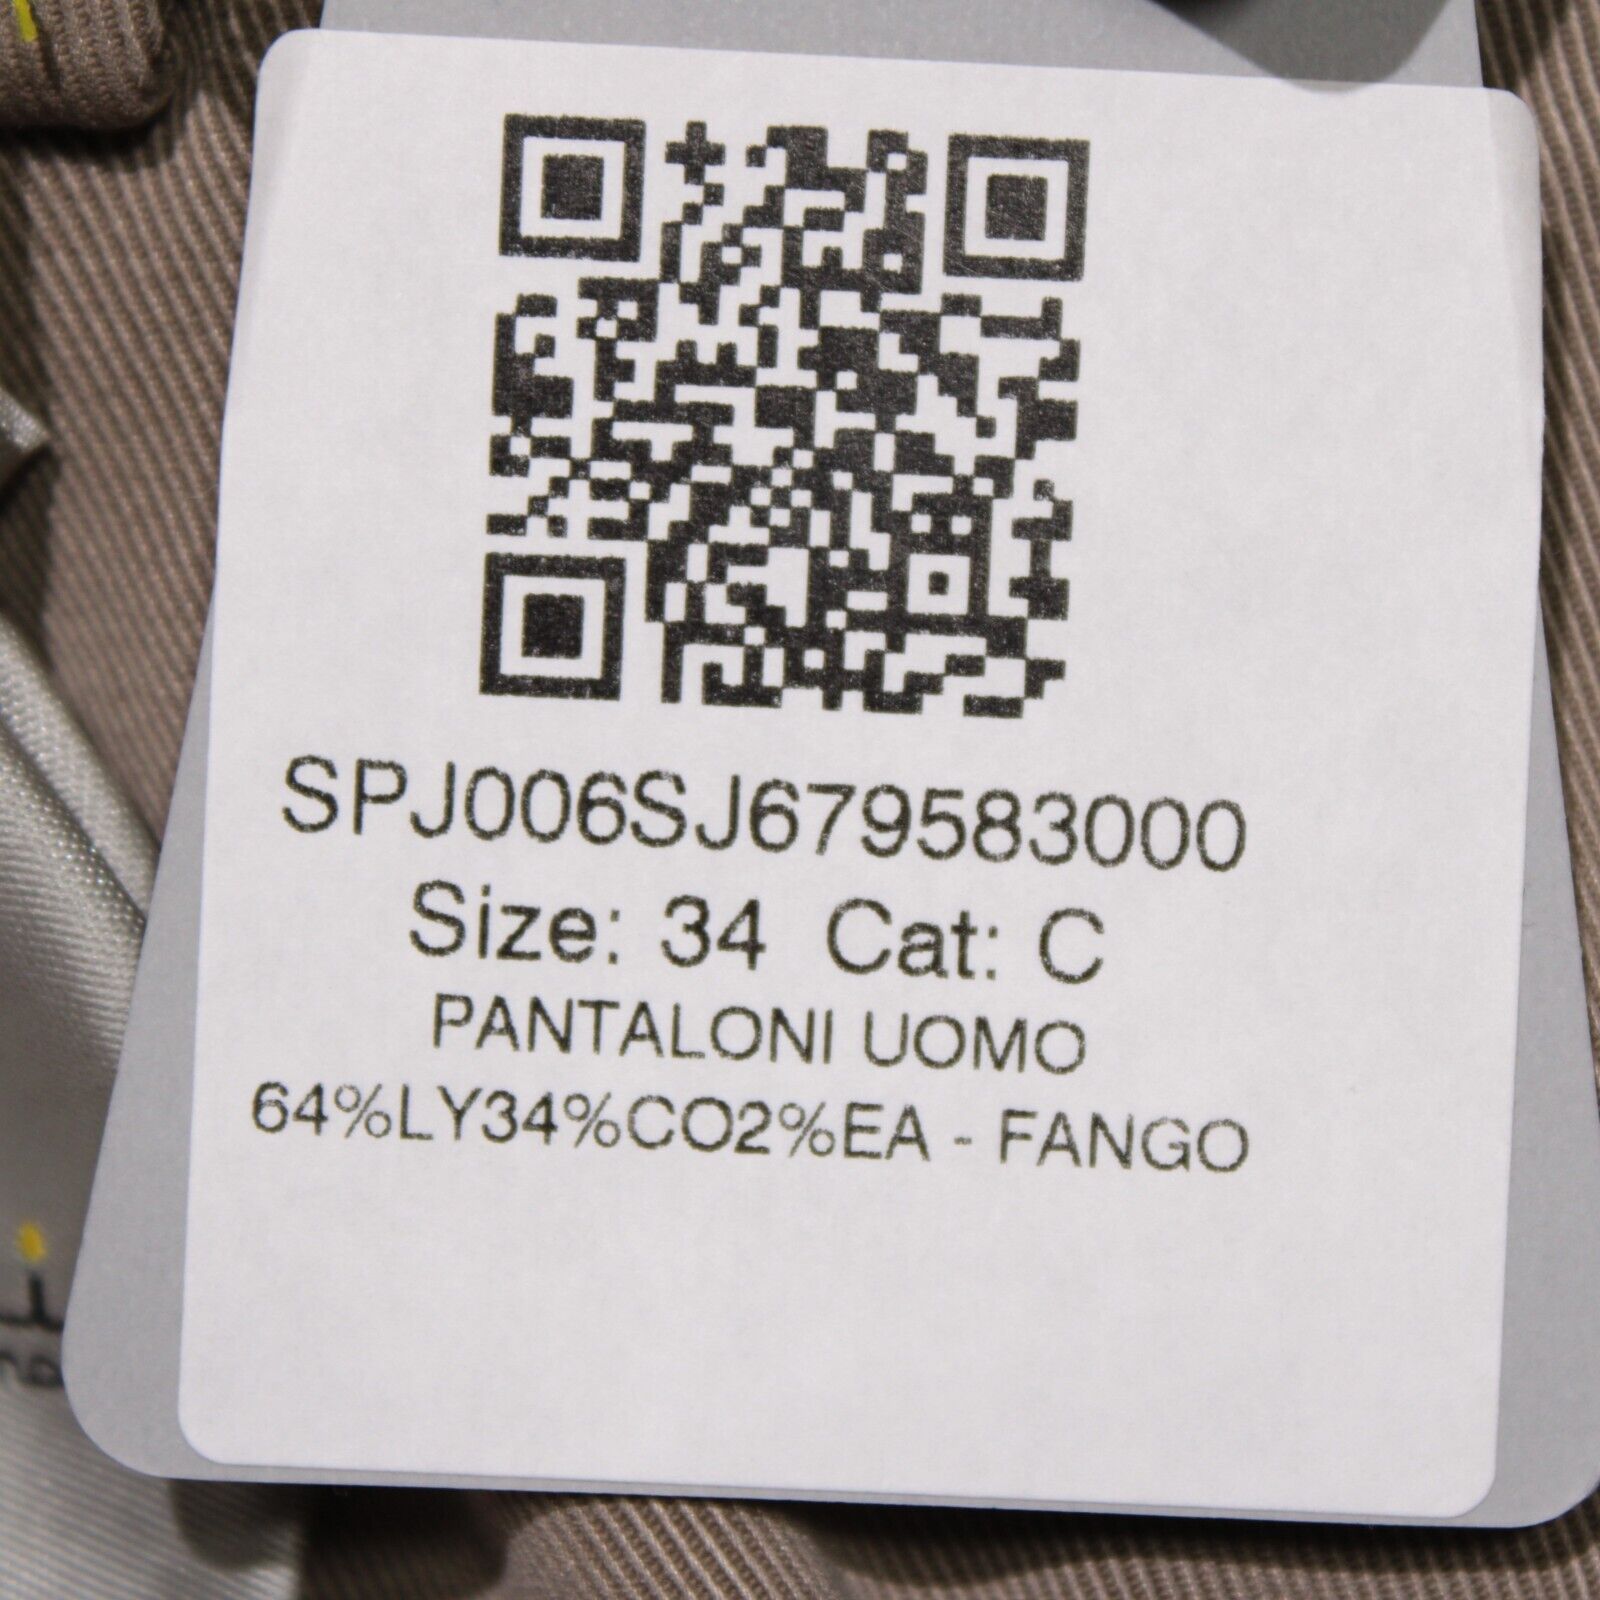 SPJ006SJ679583000
Size: 34 Cat: C
PANTALONI UOMO
64%LY34%CO2%EA - FANGO